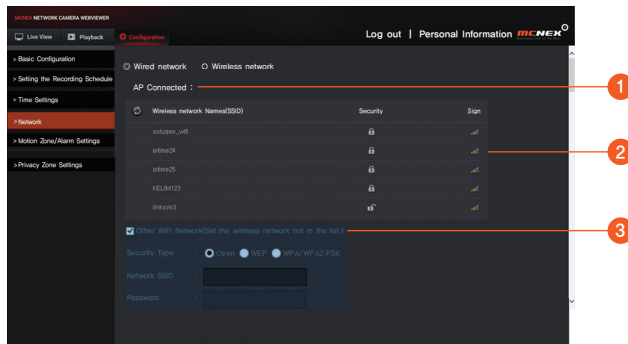 MCNEX NETWORK CAMERA WEBVIEWER
Live View Playback Configuration
Log out | Personal Information MCNEX
> Basic Configuration
> Setting the Recording Schedule
> Time Settings
> Network
> Motion Zone/Alarm Settings
> Privacy Zone Settings
Wired network Wireless network
AP Connected :
1
Wireless network Names(SSID) Security Sign
solugen_wifi
istime24
2
istime25
KELIM123
linksys3
Other WiFi Network(Set the wireless network not in the list.)
3
Security Type : Open WEP WPA/WPA2 PSK
Network SSID :
Password :